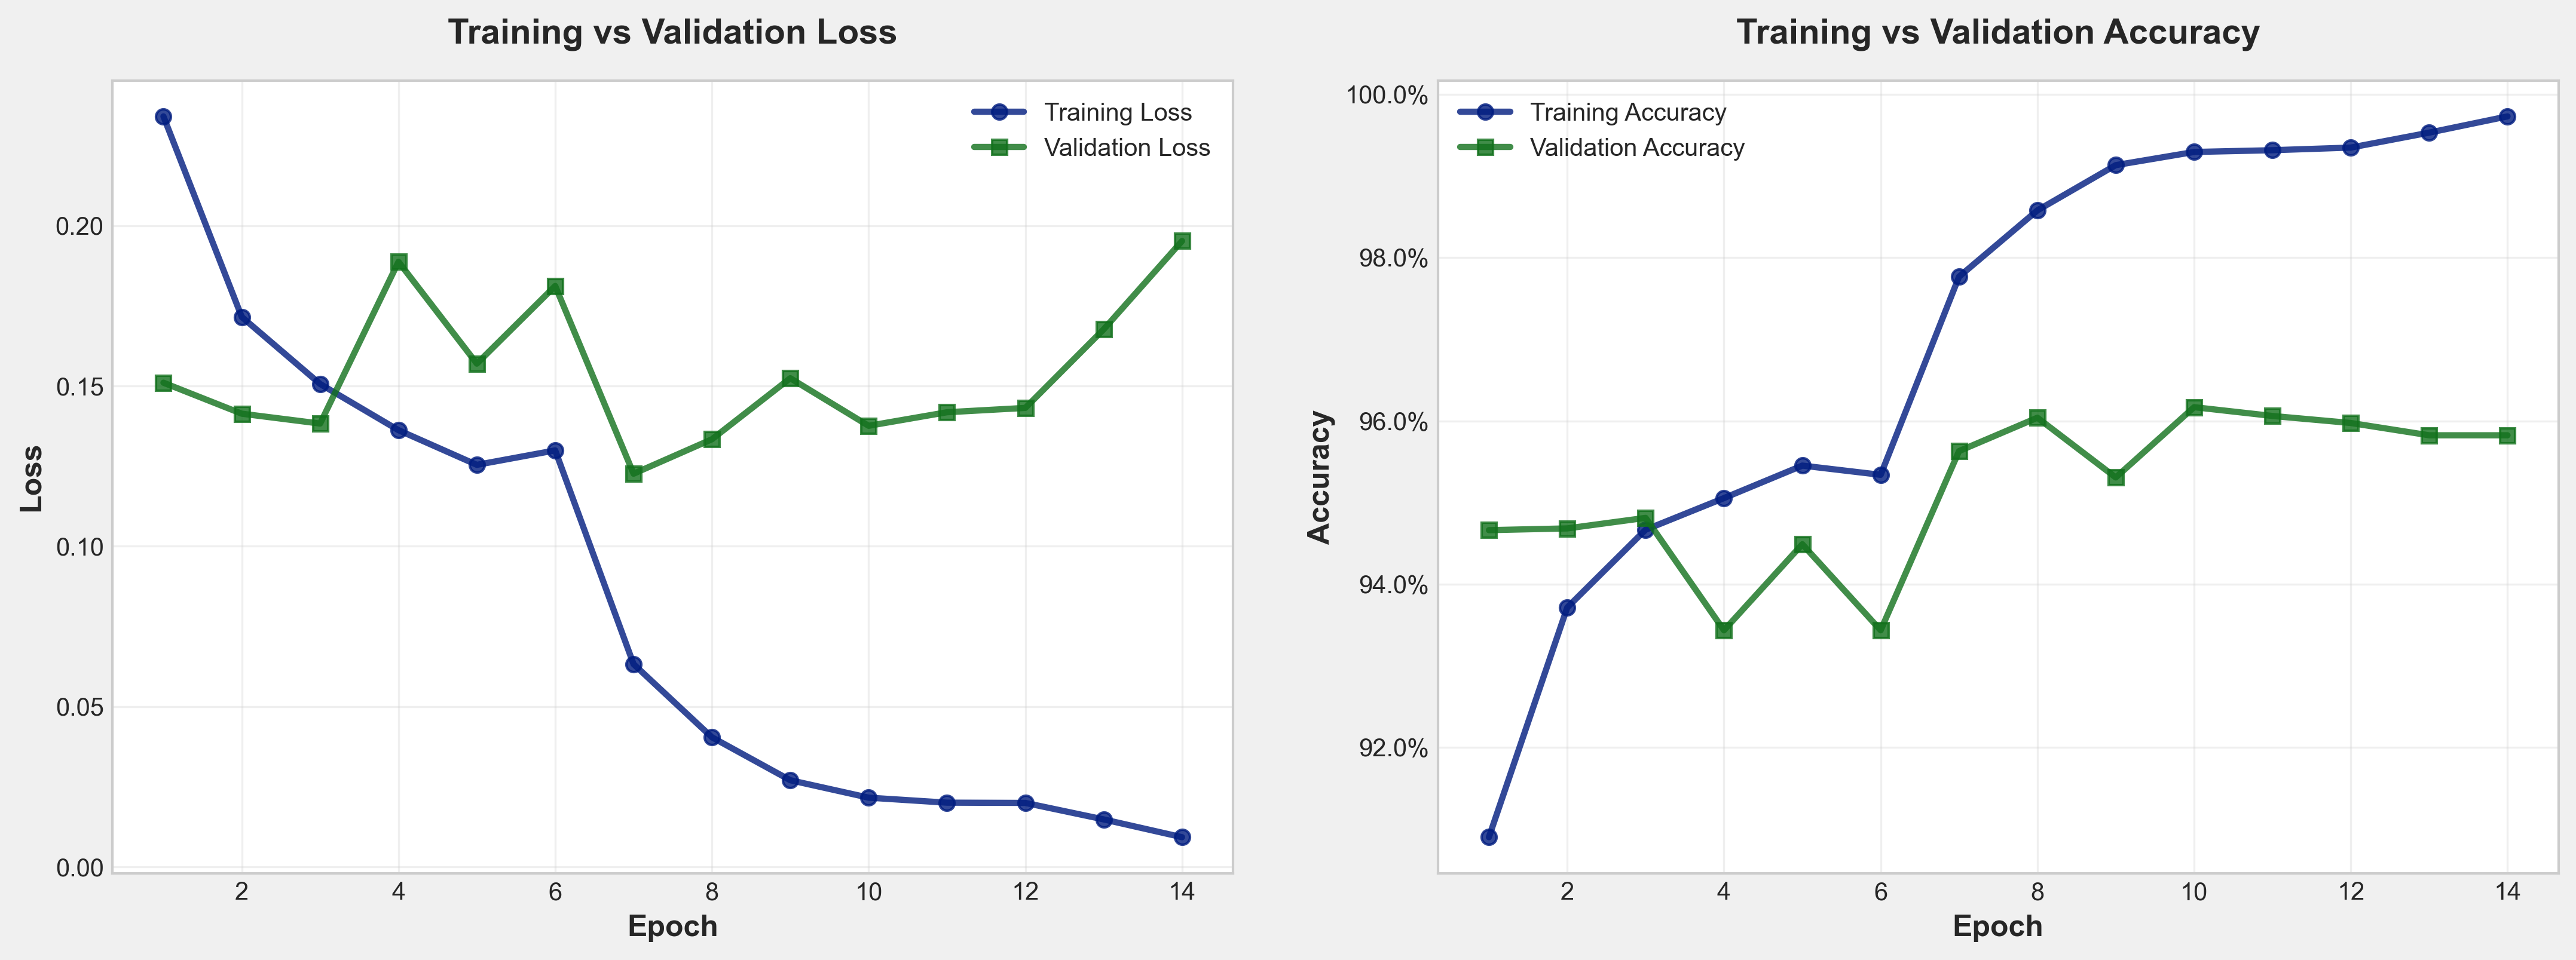 Training vs Validation Loss
Training Loss
Validation Loss
0.20
0.15
0.10
0.05
0.00
Loss
2 4 6 8 10 12 14
Epoch
Training vs Validation Accuracy
Training Accuracy
Validation Accuracy
100.0%
98.0%
96.0%
94.0%
92.0%
Accuracy
2 4 6 8 10 12 14
Epoch